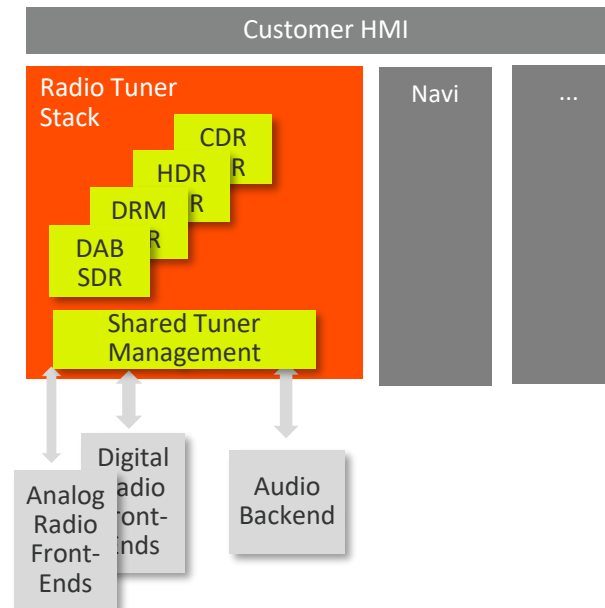 Customer HMI
Radio Tuner
Stack
Navi
...
CDR
R
HDR
R
DRM
R
DAB
SDR
Shared Tuner
Management
Digital
adio
ront-
nds
Analog
Radio
Front-
Ends
Audio
Backend